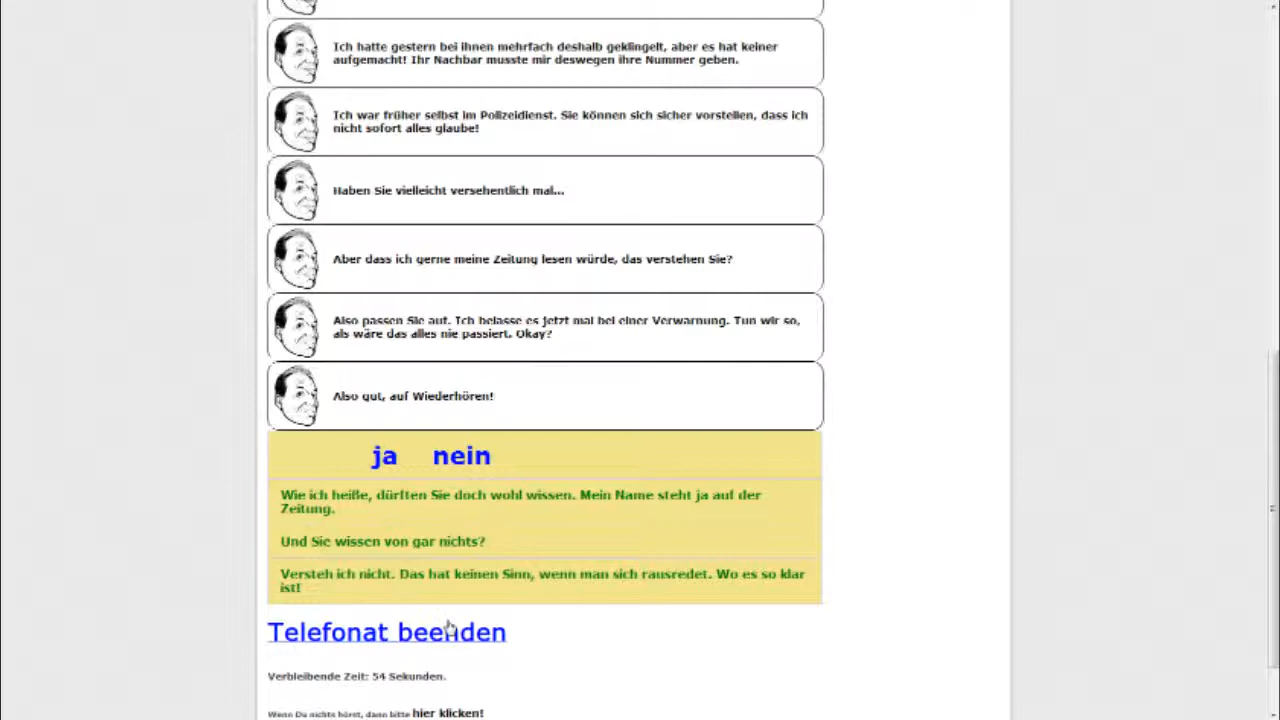 Ich hatte gestern bei ihnen mehrfach deshalb geklingelt, aber es hat keiner
aufgemacht! Ihr Nachbar musste mir deswegen ihre Nummer geben.
Ich war früher selbst im Polizeidienst. Sie können sich sicher vorstellen, dass ich
nicht sofort alles glaube!
Haben Sie vielleicht versehentlich mal...
Aber dass ich gerne meine Zeitung lesen würde, das verstehen Sie?
Also passen Sie auf. Ich belasse es jetzt mal bei einer Verwarnung. Tun wir so,
als wäre das alles nie passiert. Okay?
Also gut, auf Wiederhören!
ja nein
Wie ich heiße, dürften Sie doch wohl wissen. Mein Name steht ja auf der
Zeitung.
Und Sie wissen von gar nichts?
Versteh ich nicht. Das hat keinen Sinn, wenn man sich rausredet. Wo es so klar
ist!
Telefonat beenden
Verbleibende Zeit: 54 Sekunden.
Wenn Du nichts hörst, dann bitte hier klicken!